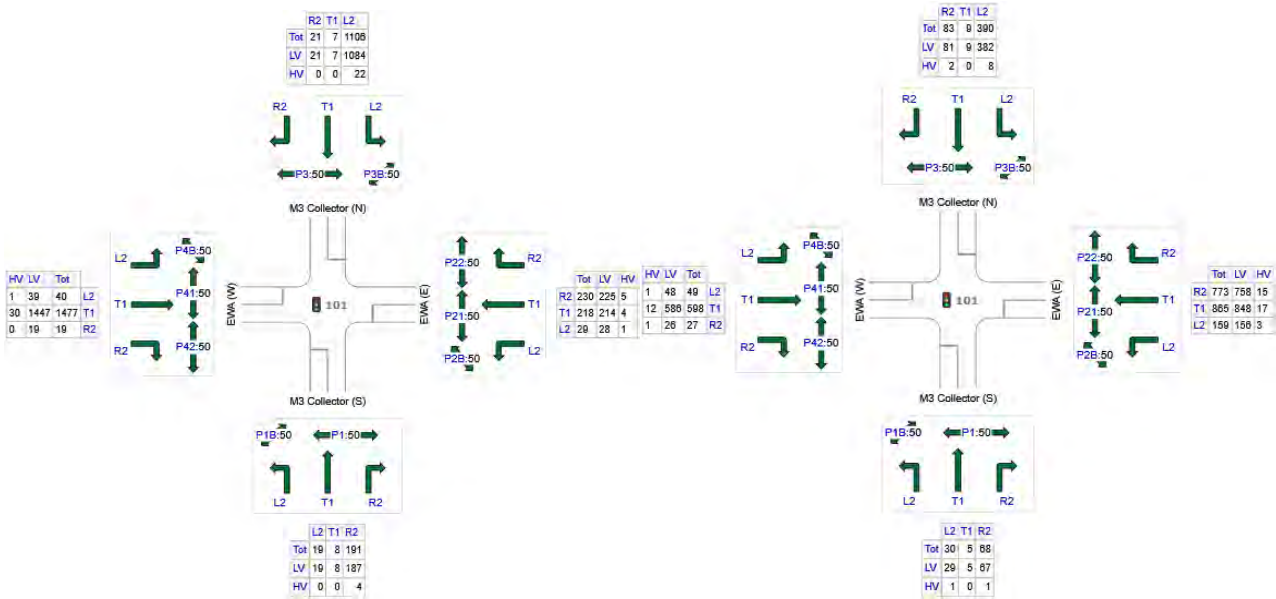 R2 T1 L2
Tot 21 7 1106
LV 21 7 1084
HV 0 0 22
R2 T1 L2
P3:50 P3B:50
M3 Collector (N)
HV LV Tot
1 39 40 L2
30 1447 1477 T1
0 19 19 R2
L2
T1
R2
P4B:50
P41:50
P42:50
EWA (W)
101
EWA (E)
P22:50
P21:50
P2B:50
R2
T1
L2
Tot LV HV
R2 230 225 5
T1 218 214 4
L2 29 28 1
M3 Collector (S)
P1B:50 P1:50
L2 T1 R2
L2 T1 R2
Tot 19 8 191
LV 19 8 187
HV 0 0 4
R2 T1 L2
Tot 83 9 390
LV 81 9 382
HV 2 0 8
R2 T1 L2
P3:50 P3B:50
M3 Collector (N)
HV LV Tot
1 48 49 L2
12 586 598 T1
1 26 27 R2
L2
T1
R2
P4B:50
P41:50
P42:50
EWA (W)
101
EWA (E)
P22:50
P21:50
P2B:50
R2
T1
L2
Tot LV HV
R2 773 758 15
T1 865 848 17
L2 159 156 3
M3 Collector (S)
P1B:50 P1:50
L2 T1 R2
L2 T1 R2
Tot 30 5 68
LV 29 5 67
HV 1 0 1